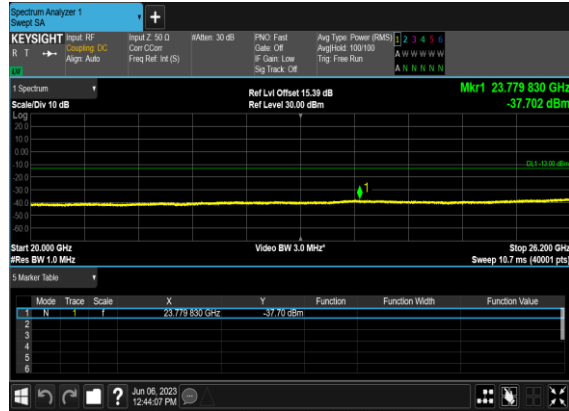 Spectrum Analyzer 1
Swept SA
+
KEYSIGHT
R T
Input: RF
Coupling: DC
Align: Auto
Input Z: 50 Ω
Corr CCorr
Freq Ref: Int (S)
#Atten: 30 dB
PNO: Fast
Gate: Off
IF Gain: Low
Sig Track: Off
Avg Type: Power (RMS)
Avg|Hold: 100/100
Trig: Free Run
1 2 3 4 5 6
A W W W W W
A N N N N N
1 Spectrum
Scale/Div 10 dB
Ref Lvl Offset 15.39 dB
Ref Level 30.00 dBm
Mkr1 23.779 830 GHz
-37.702 dBm
Log
20.0
10.0
0.00
-10.0
-20.0
-30.0
-40.0
-50.0
-60.0
DL1 -13.00 dBm
1
Start 20.000 GHz
#Res BW 1.0 MHz
Video BW 3.0 MHz*
Stop 26.200 GHz
Sweep 10.7 ms (40001 pts)
5 Marker Table
Mode Trace Scale X Y Function Function Width Function Value
1 N 1 f 23.779 830 GHz -37.70 dBm
2
3
4
5
6
?
Jun 06, 2023
12:44:07 PM